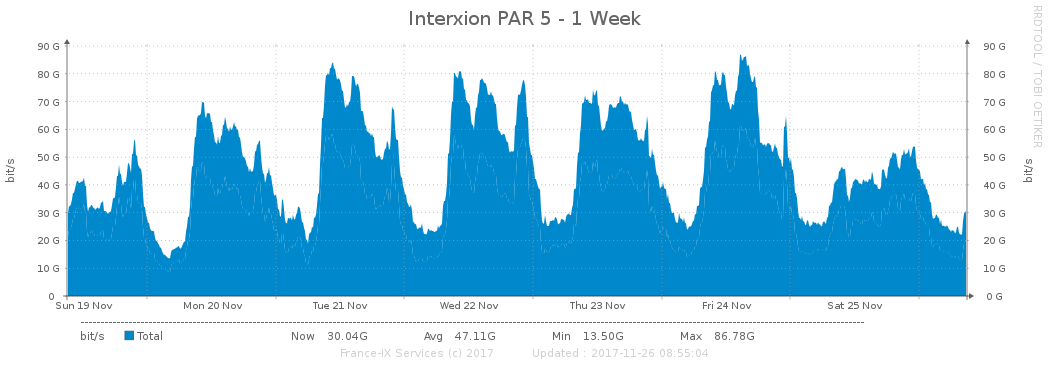 Interxion PAR 5 - 1 Week
RRDTOOL / TOBI OETIKER
bit/s
90 G 90 G
80 G 80 G
70 G 70 G
60 G 60 G
50 G 50 G
40 G 40 G
30 G 30 G
20 G 20 G
10 G 10 G
0 0 G
bit/s
Sun 19 Nov Mon 20 Nov Tue 21 Nov Wed 22 Nov Thu 23 Nov Fri 24 Nov Sat 25 Nov
bit/s Total Now 30.04G Avg 47.11G Min 13.50G Max 86.78G
France-IX Services (c) 2017 Updated : 2017-11-26 08:55:04